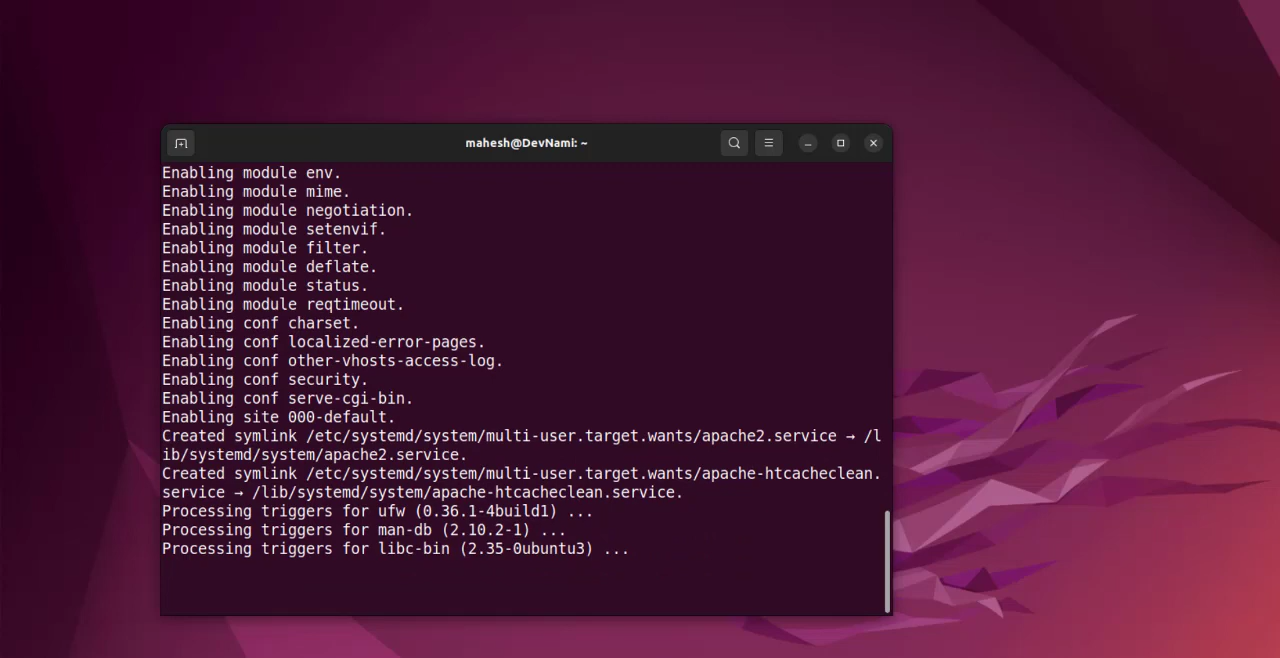 mahesh@DevNami: ~
Enabling module env.
Enabling module mime.
Enabling module negotiation.
Enabling module setenvif.
Enabling module filter.
Enabling module deflate.
Enabling module status.
Enabling module reqtimeout.
Enabling conf charset.
Enabling conf localized-error-pages.
Enabling conf other-vhosts-access-log.
Enabling conf security.
Enabling conf serve-cgi-bin.
Enabling site 000-default.
Created symlink /etc/systemd/system/multi-user.target.wants/apache2.service → /l
ib/systemd/system/apache2.service.
Created symlink /etc/systemd/system/multi-user.target.wants/apache-htcacheclean.
service → /lib/systemd/system/apache-htcacheclean.service.
Processing triggers for ufw (0.36.1-4build1) ...
Processing triggers for man-db (2.10.2-1) ...
Processing triggers for libc-bin (2.35-0ubuntu3) ...